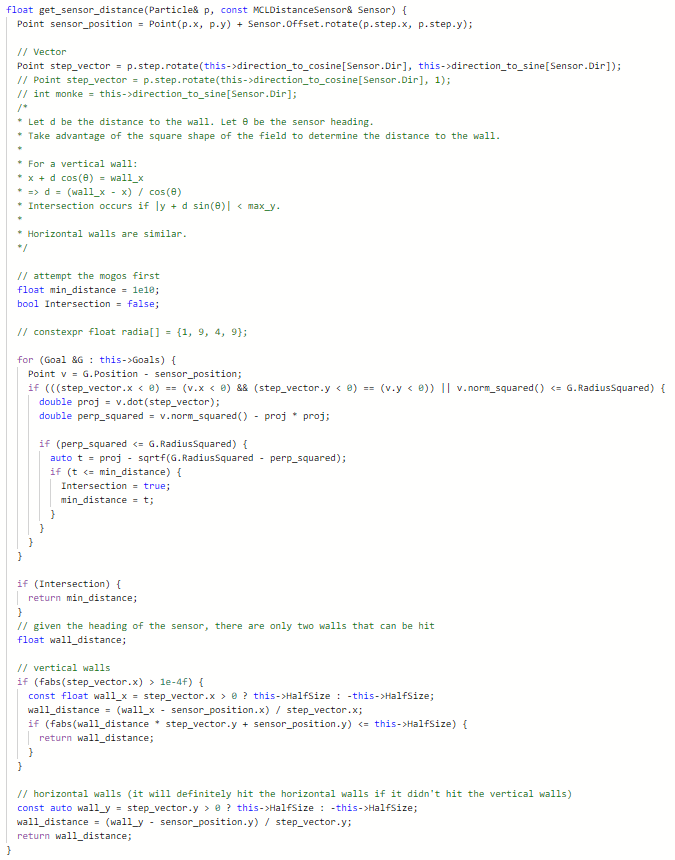 float get_sensor_distance(Particle& p, const MCLDistanceSensor& Sensor) {
Point sensor_position = Point(p.x, p.y) + Sensor.Offset.rotate(p.step.x, p.step.y);
// Vector
Point step_vector = p.step.rotate(this->direction_to_cosine[Sensor.Dir], this->direction_to_sine[Sensor.Dir]);
// Point step_vector = p.step.rotate(this->direction_to_cosine[Sensor.Dir], 1);
// int monke = this->direction_to_sine[Sensor.Dir];
/*
* Let d be the distance to the wall. Let θ be the sensor heading.
* Take advantage of the square shape of the field to determine the distance to the wall.
*
* For a vertical wall:
* x + d cos(θ) = wall_x
* => d = (wall_x - x) / cos(θ)
* Intersection occurs if |y + d sin(θ)| < max_y.
*
* Horizontal walls are similar.
*/
// attempt the mogos first
float min_distance = 1e10;
bool Intersection = false;
// constexpr float radia[] = {1, 9, 4, 9};
for (Goal &G : this->Goals) {
Point v = G.Position - sensor_position;
if (((step_vector.x < 0) == (v.x < 0) && (step_vector.y < 0) == (v.y < 0)) || v.norm_squared() <= G.RadiusSquared) {
double proj = v.dot(step_vector);
double perp_squared = v.norm_squared() - proj * proj;
if (perp_squared <= G.RadiusSquared) {
auto t = proj - sqrtf(G.RadiusSquared - perp_squared);
if (t <= min_distance) {
Intersection = true;
min_distance = t;
}
}
}
}
if (Intersection) {
return min_distance;
}
// given the heading of the sensor, there are only two walls that can be hit
float wall_distance;
// vertical walls
if (fabs(step_vector.x) > 1e-4f) {
const float wall_x = step_vector.x > 0 ? this->HalfSize : -this->HalfSize;
wall_distance = (wall_x - sensor_position.x) / step_vector.x;
if (fabs(wall_distance * step_vector.y + sensor_position.y) <= this->HalfSize) {
return wall_distance;
}
}
// horizontal walls (it will definitely hit the horizontal walls if it didn't hit the vertical walls)
const auto wall_y = step_vector.y > 0 ? this->HalfSize : -this->HalfSize;
wall_distance = (wall_y - sensor_position.y) / step_vector.y;
return wall_distance;
}